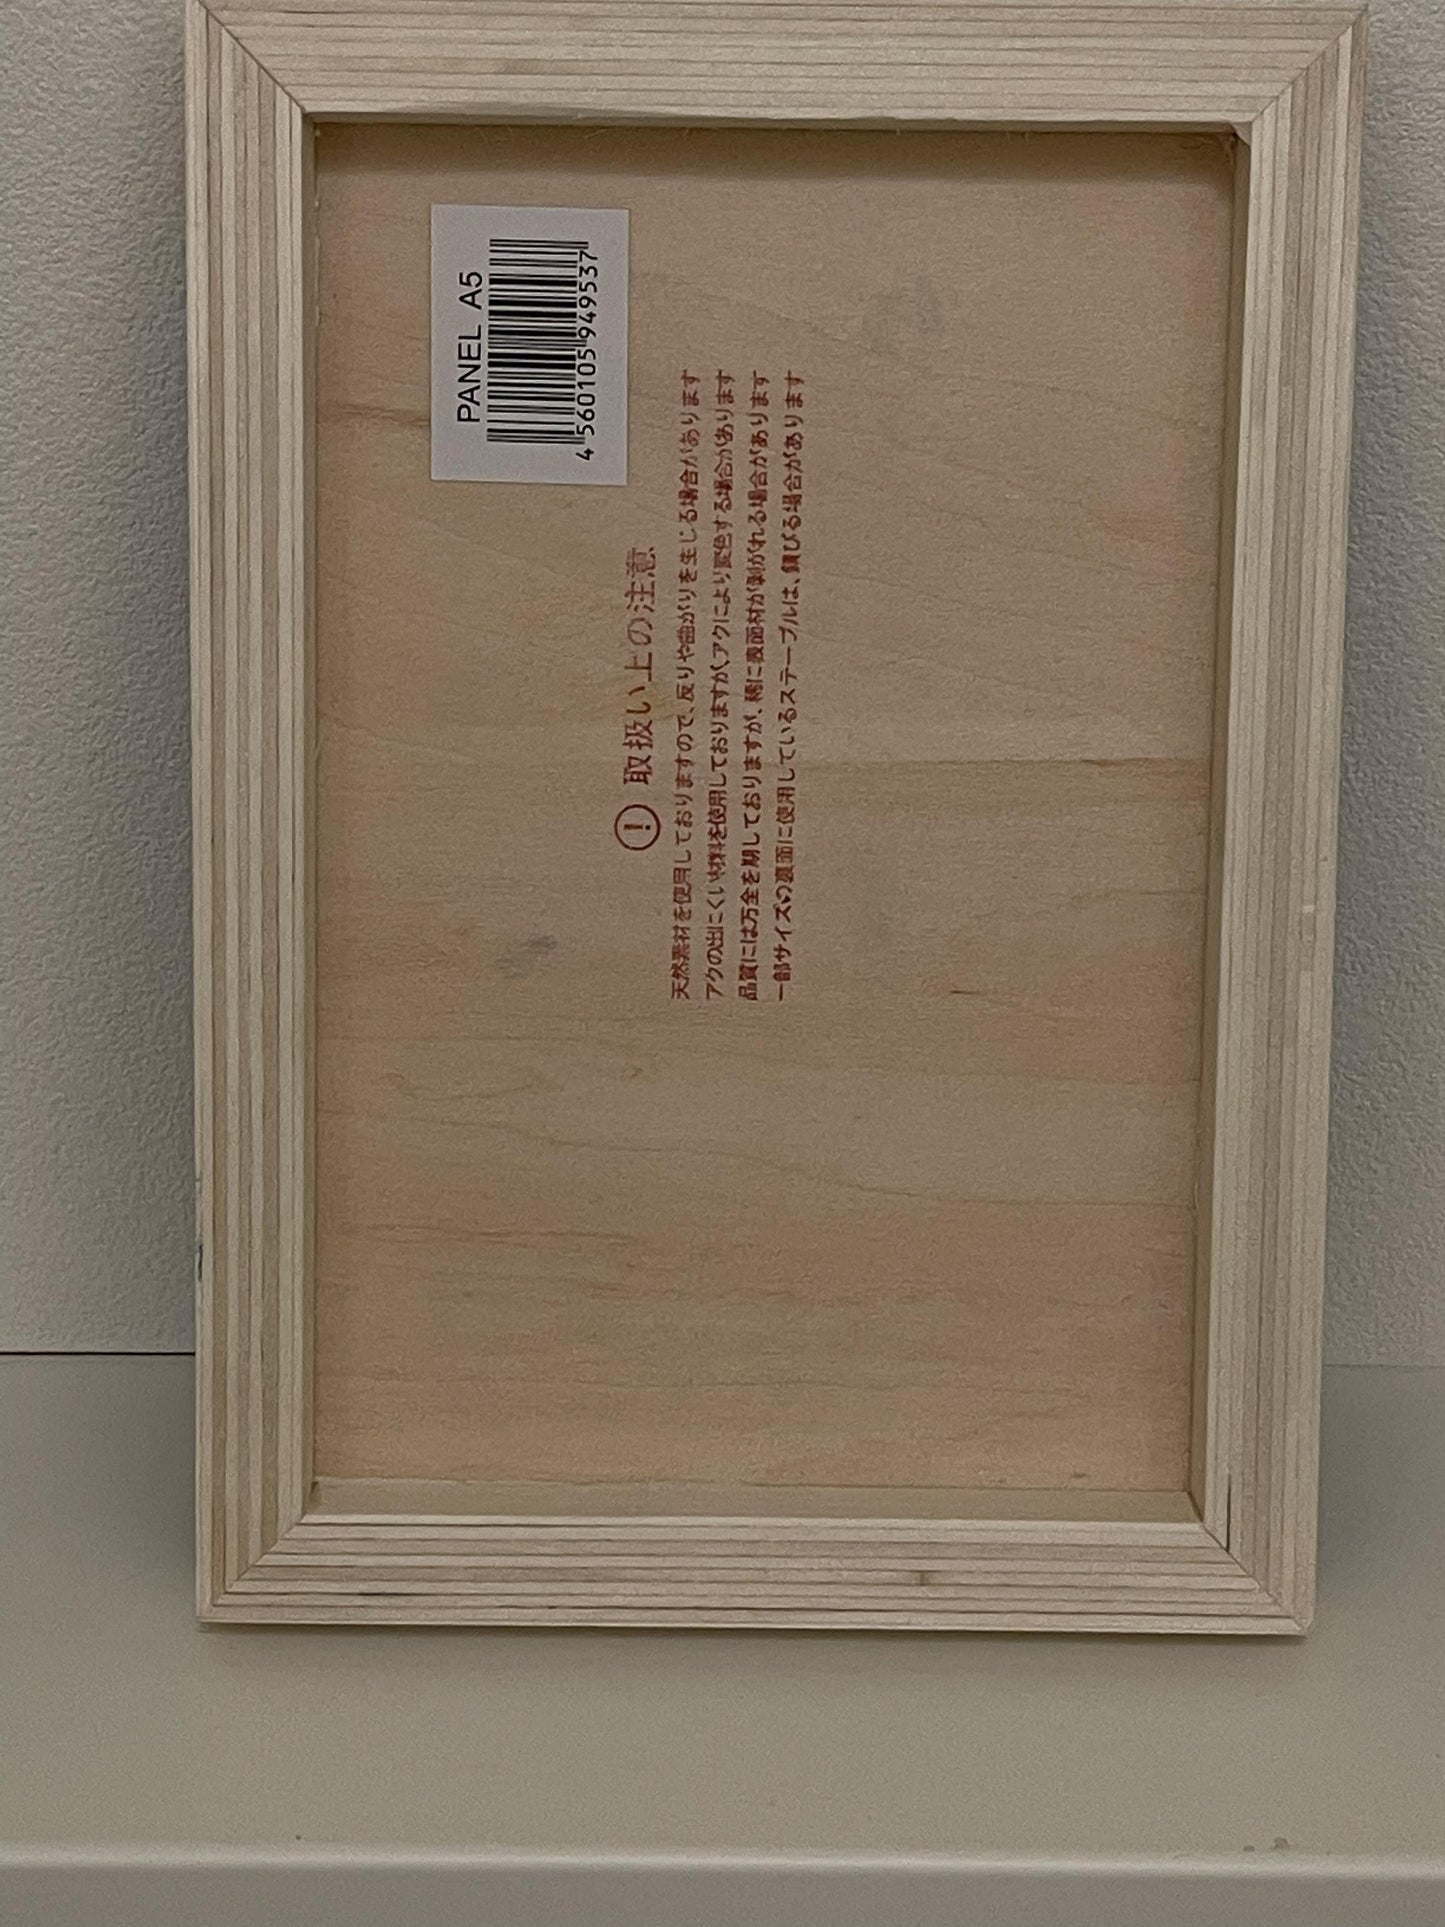 PANEL A5
4560105949537
取扱い上の注意
天然素材を使用しておりますので、反りや曲がりを生じる場合があります
アクの出にくい材料を使用しておりますがアクにより変色する場合があります
品質には万全を期しておりますが、稀に表面材が剥がれる場合があります
一部サイズの裏面に使用しているステープルは、錆びる場合があります